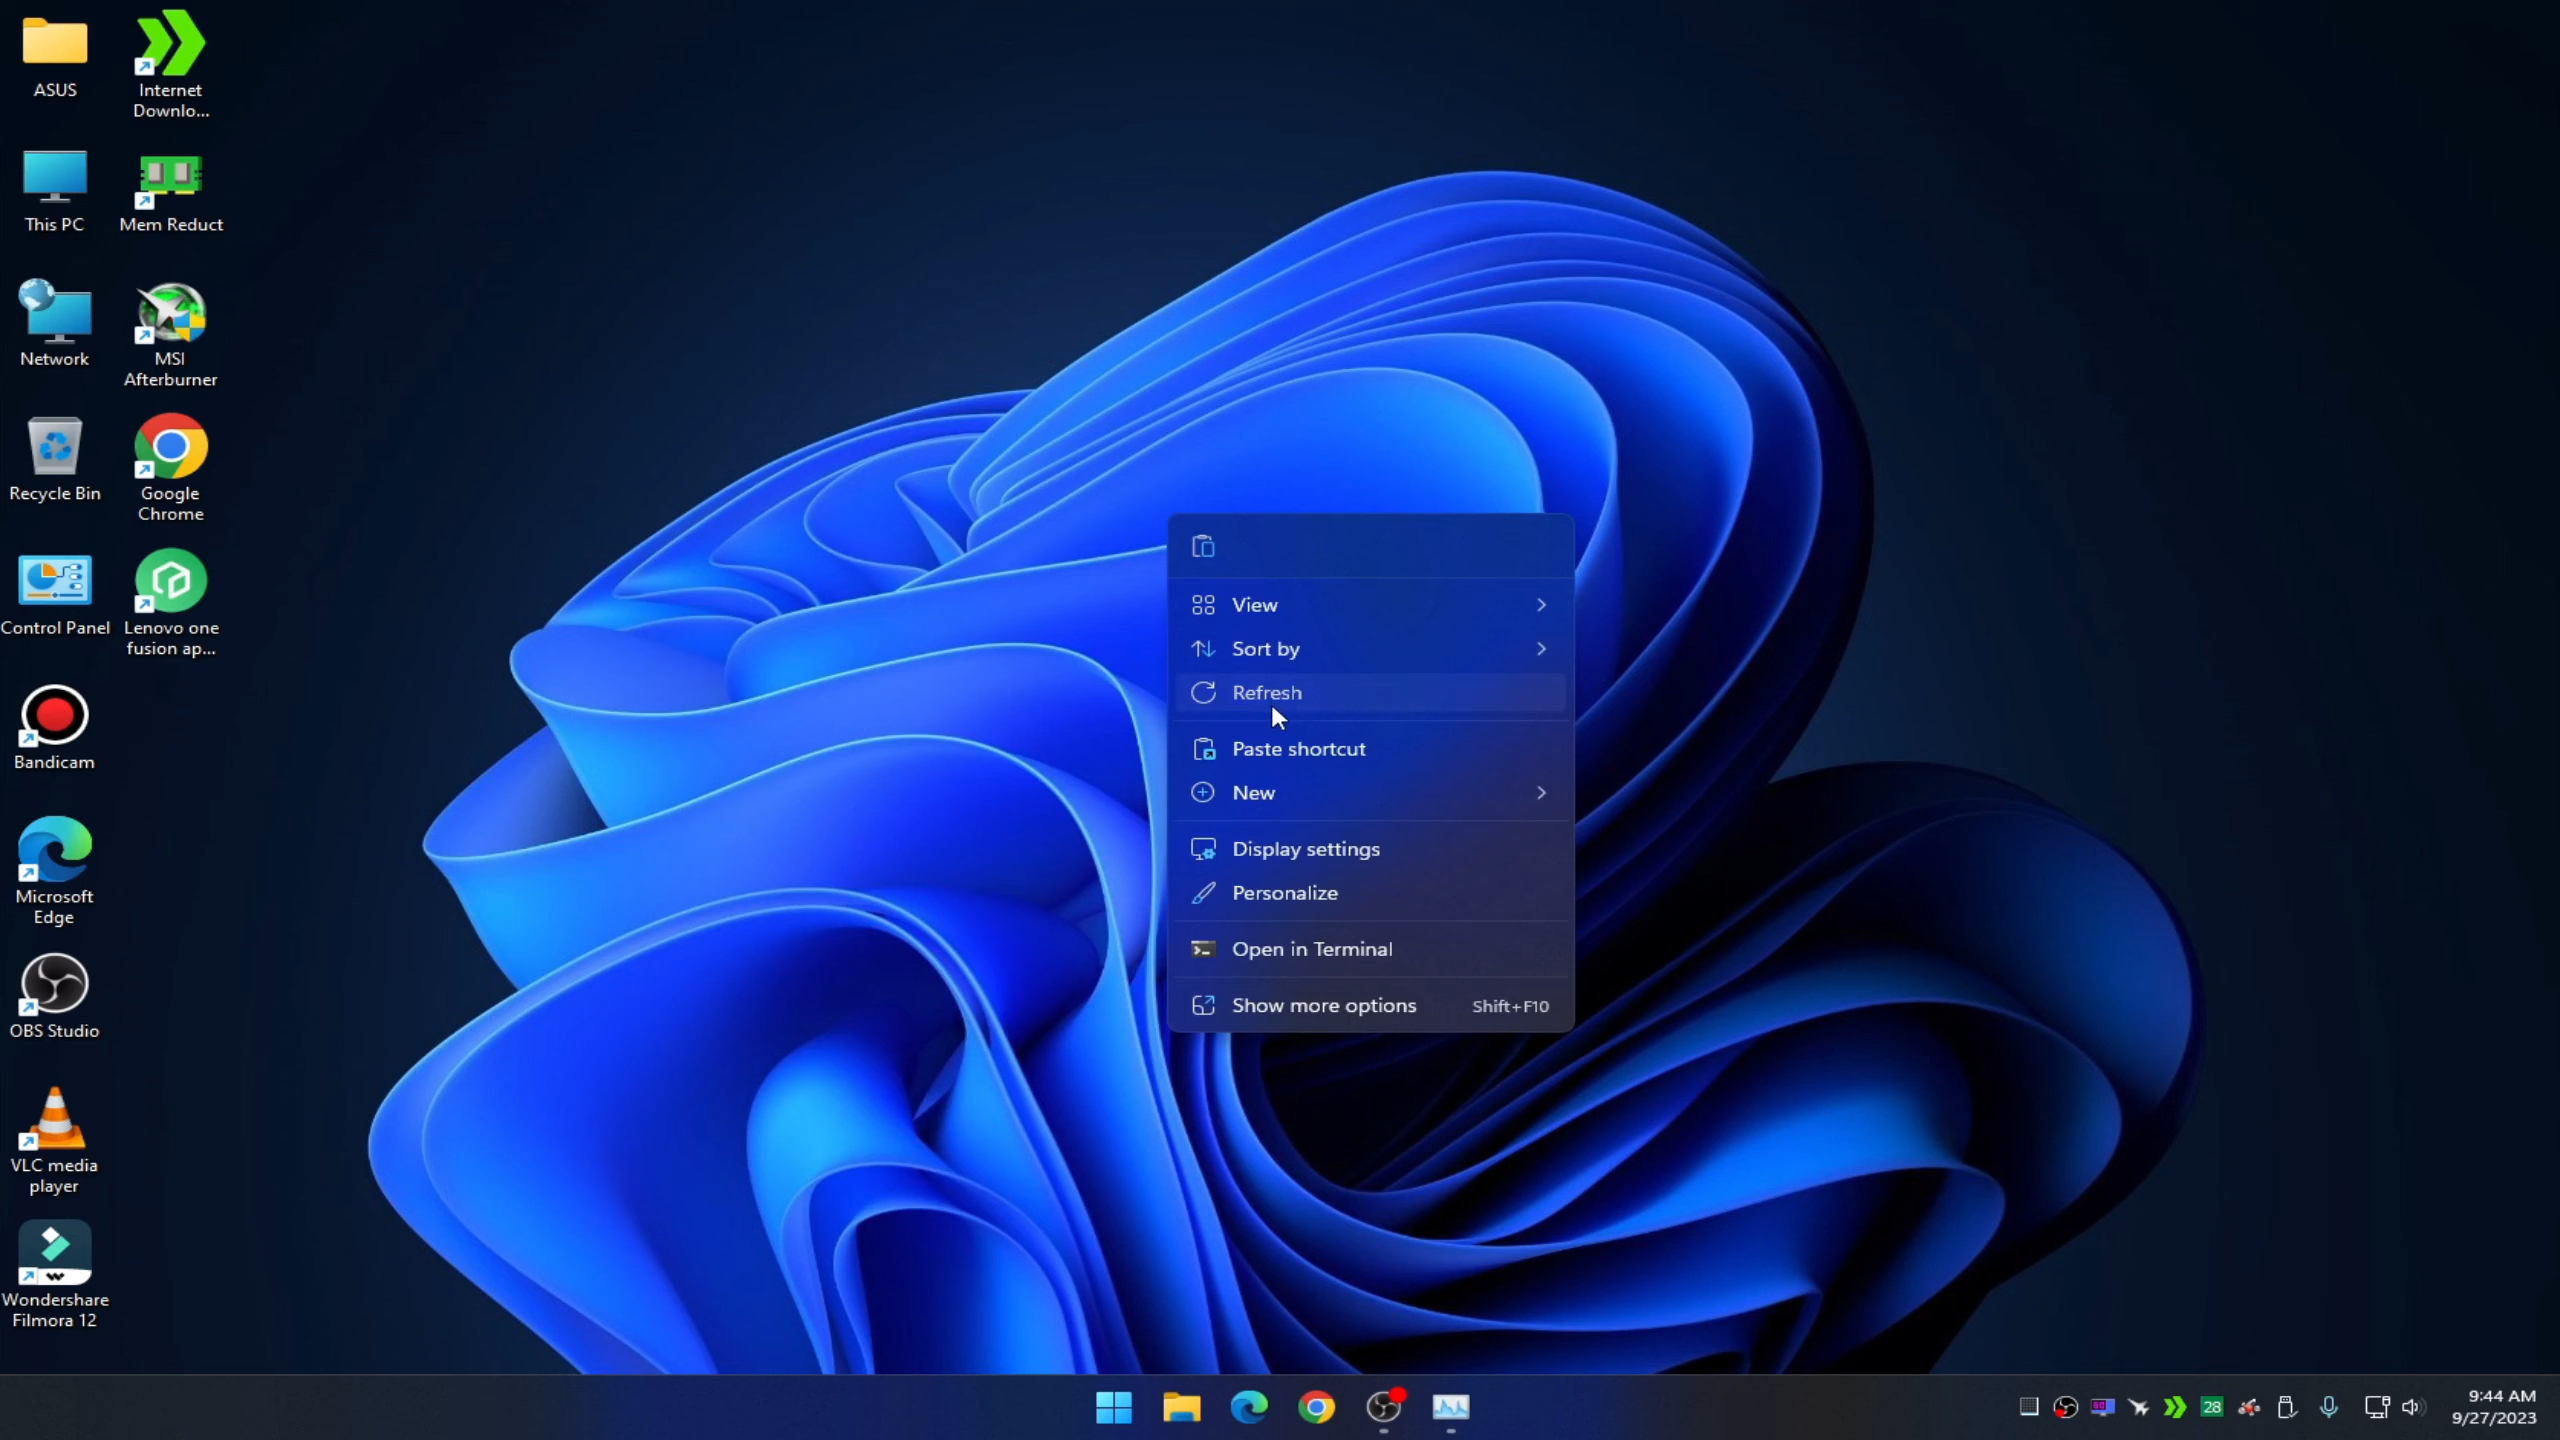 ASUS
Internet
Downlo...
This PC
Mem Reduct
Network
MSI
Afterburner
Recycle Bin
Google
Chrome
Control Panel
Lenovo one
fusion ap...
Bandicam
Microsoft
Edge
OBS Studio
VLC media
player
Wondershare
Filmora 12
View
Sort by
Refresh
Paste shortcut
New
Display settings
Personalize
Open in Terminal
Show more options Shift+F10
28
9:44 AM
9/27/2023